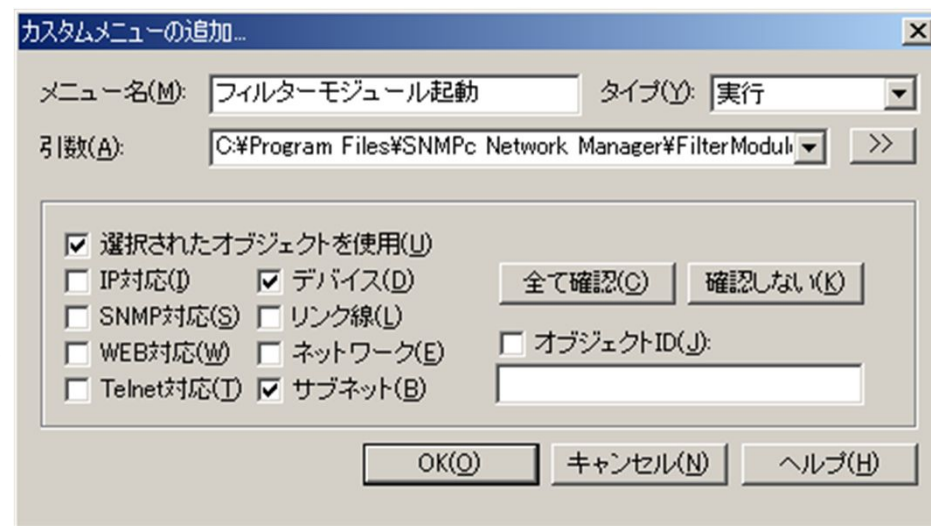 カスタムメニューの追加...
メニュー名(M): フィルターモジュール起動 タイプ(Y): 実行
引数(A): C:¥Program Files¥SNMPc Network Manager¥FilterModul >>
選択されたオブジェクトを使用(U)
IP対応(I) デバイス(D) 全て確認(C) 確認しない(K)
SNMP対応(S) リンク線(L)
WEB対応(W) ネットワーク(E) オブジェクトID(J):
Telnet対応(T) サブネット(B)
OK(O) キャンセル(N) ヘルプ(H)